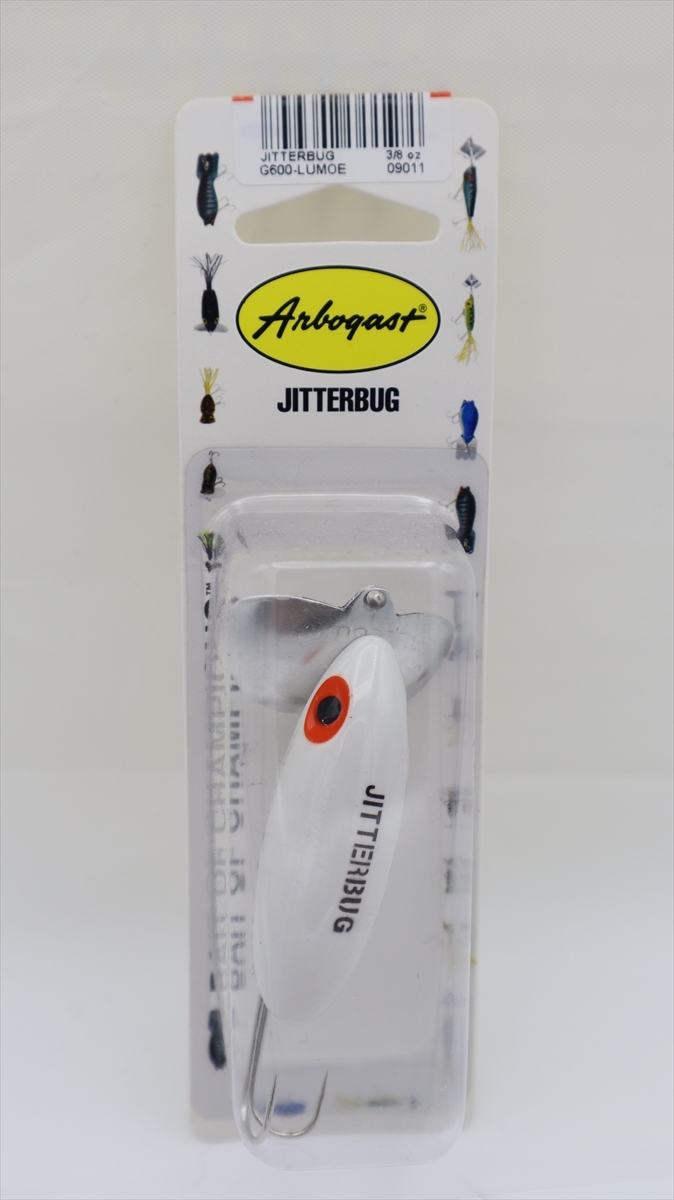 JITTERBUG 3/8 oz
G600-LUMOE 09011
Arbogast®
JITTERBUG
JITTERBUG